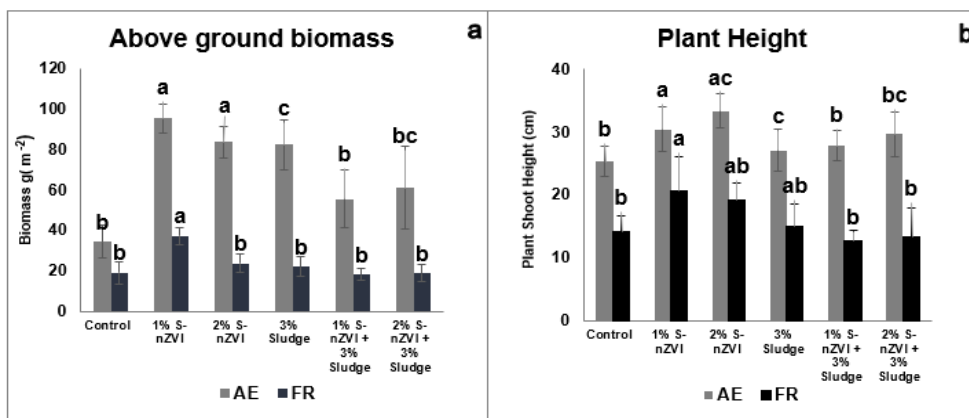 Above ground biomass
a
Biomass g( m⁻²)
120
100
80
60
40
20
0
b
b
a
a
a
b
c
b
b
b
bc
b
Control
1% S-
nZVI
2% S-
nZVI
3%
Sludge
1% S-
nZVI +
3%
Sludge
2% S-
nZVI +
3%
Sludge
AE
FR
Plant Height
b
Plant Shoot Height (cm)
40
30
20
10
0
b
b
a
a
ac
ab
c
ab
b
b
bc
b
Control
1% S-
nZVI
2% S-
nZVI
3%
Sludge
1% S-
nZVI +
3%
Sludge
2% S-
nZVI +
3%
Sludge
AE
FR